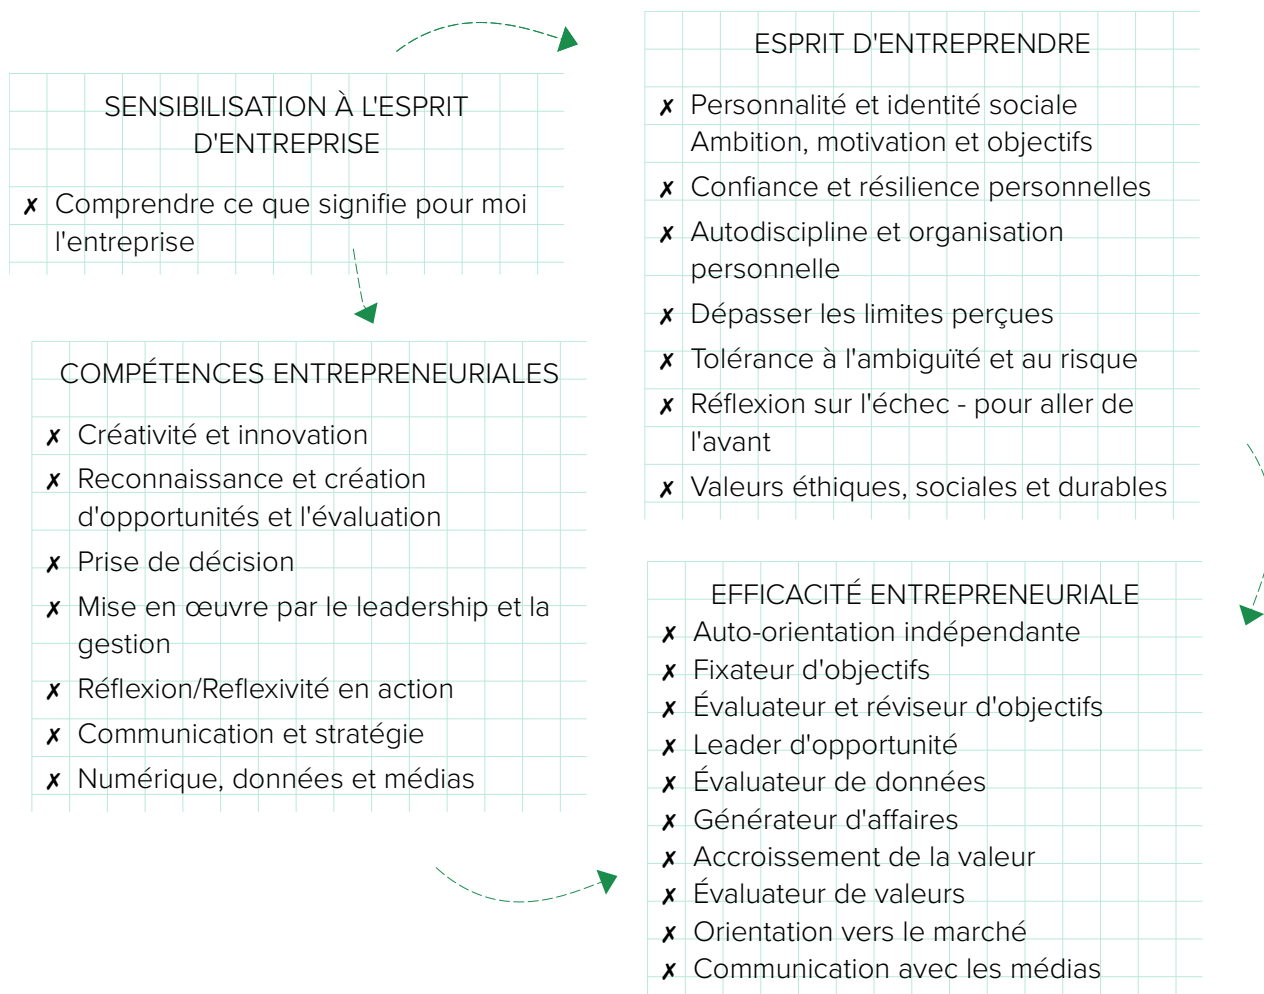 SENSIBILISATION À L'ESPRIT
D'ENTREPRISE
✗ Comprendre ce que signifie pour moi
l'entreprise
ESPRIT D'ENTREPRENDRE
✗ Personnalité et identité sociale
Ambition, motivation et objectifs
✗ Confiance et résilience personnelles
✗ Autodiscipline et organisation
personnelle
✗ Dépasser les limites perçues
✗ Tolérance à l'ambiguïté et au risque
✗ Réflexion sur l'échec - pour aller de
l'avant
✗ Valeurs éthiques, sociales et durables
COMPÉTENCES ENTREPRENEURIALES
✗ Créativité et innovation
✗ Reconnaissance et création
d'opportunités et l'évaluation
✗ Prise de décision
✗ Mise en œuvre par le leadership et la
gestion
✗ Réflexion/Reflexivité en action
✗ Communication et stratégie
✗ Numérique, données et médias
EFFICACITÉ ENTREPRENEURIALE
✗ Auto-orientation indépendante
✗ Fixateur d'objectifs
✗ Évaluateur et réviseur d'objectifs
✗ Leader d'opportunité
✗ Évaluateur de données
✗ Générateur d'affaires
✗ Accroissement de la valeur
✗ Évaluateur de valeurs
✗ Orientation vers le marché
✗ Communication avec les médias